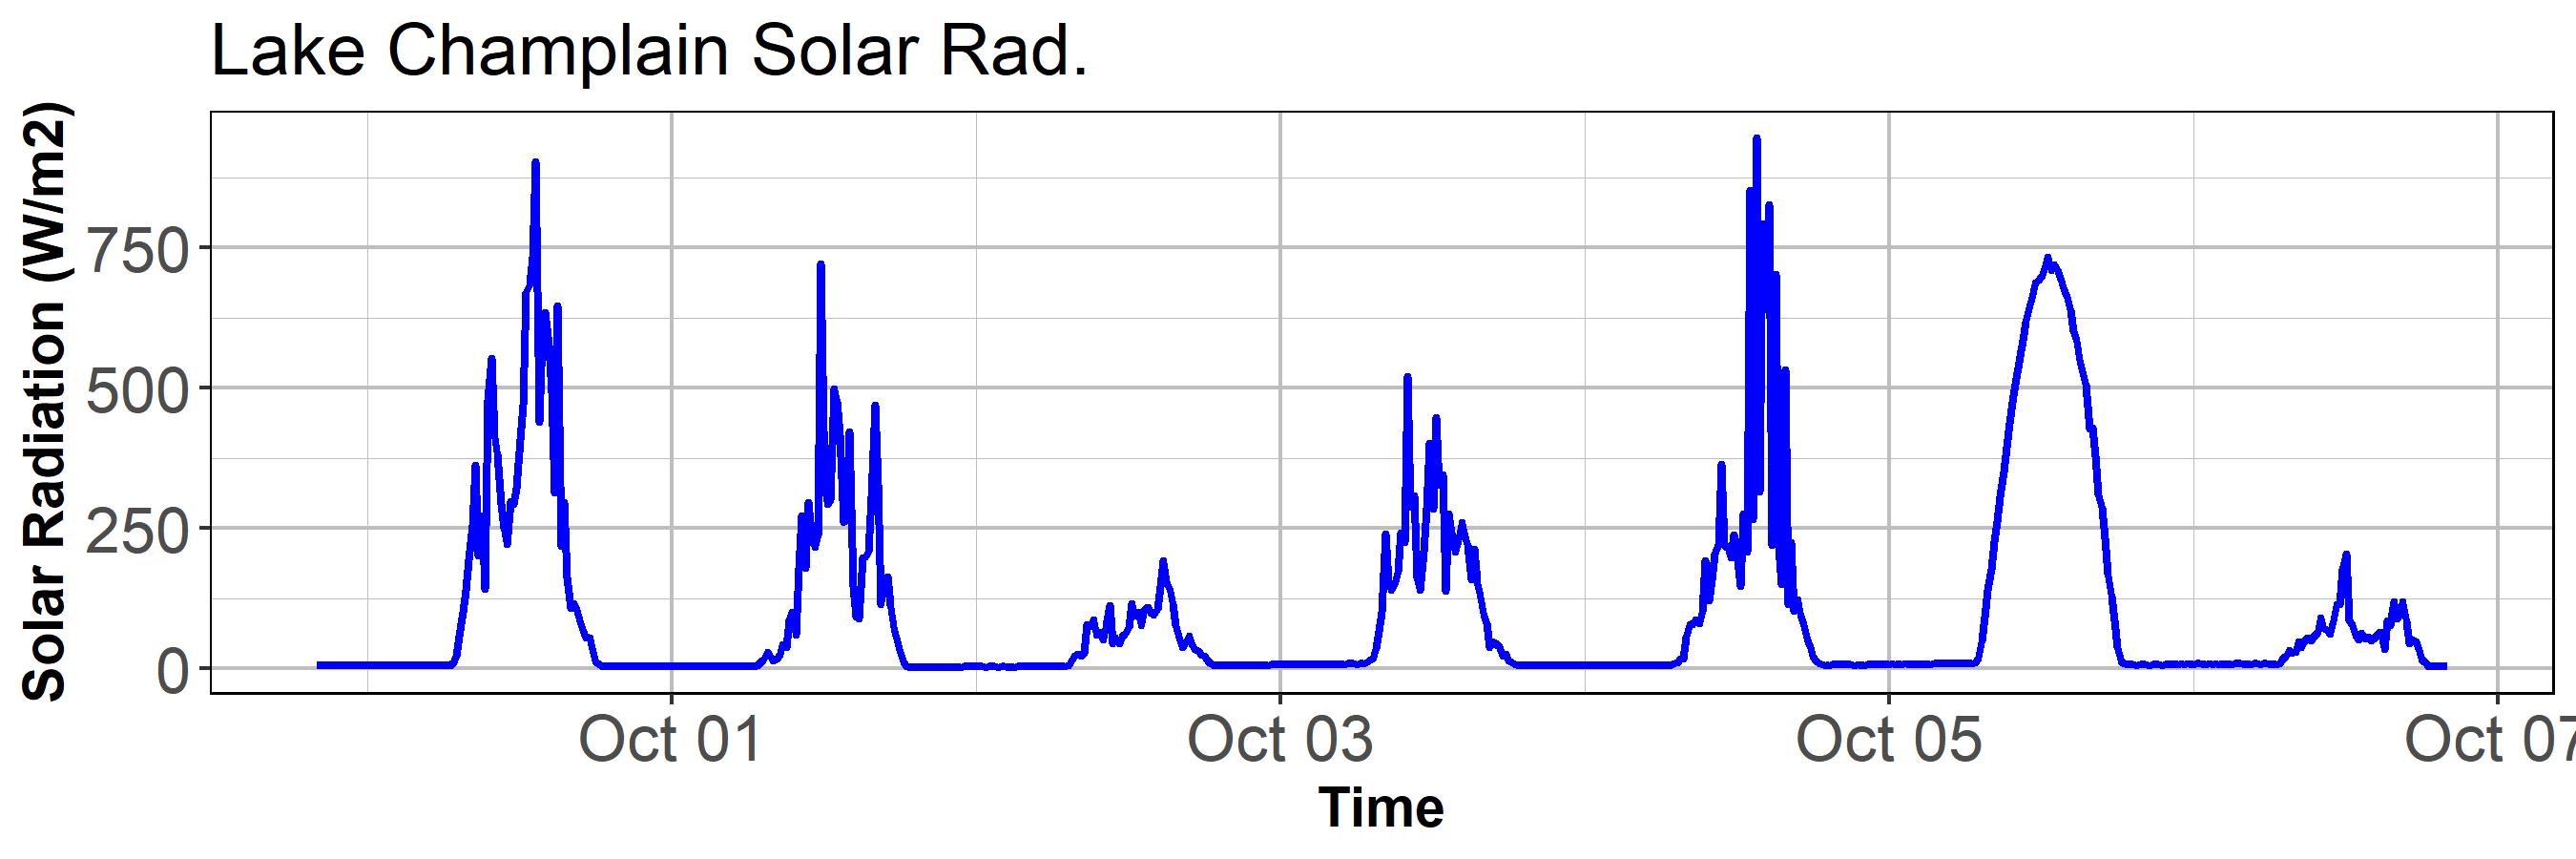 Lake Champlain Solar Rad.
Solar Radiation (W/m2)
750
500
250
0
Oct 01 Oct 03 Oct 05 Oct 07
Time